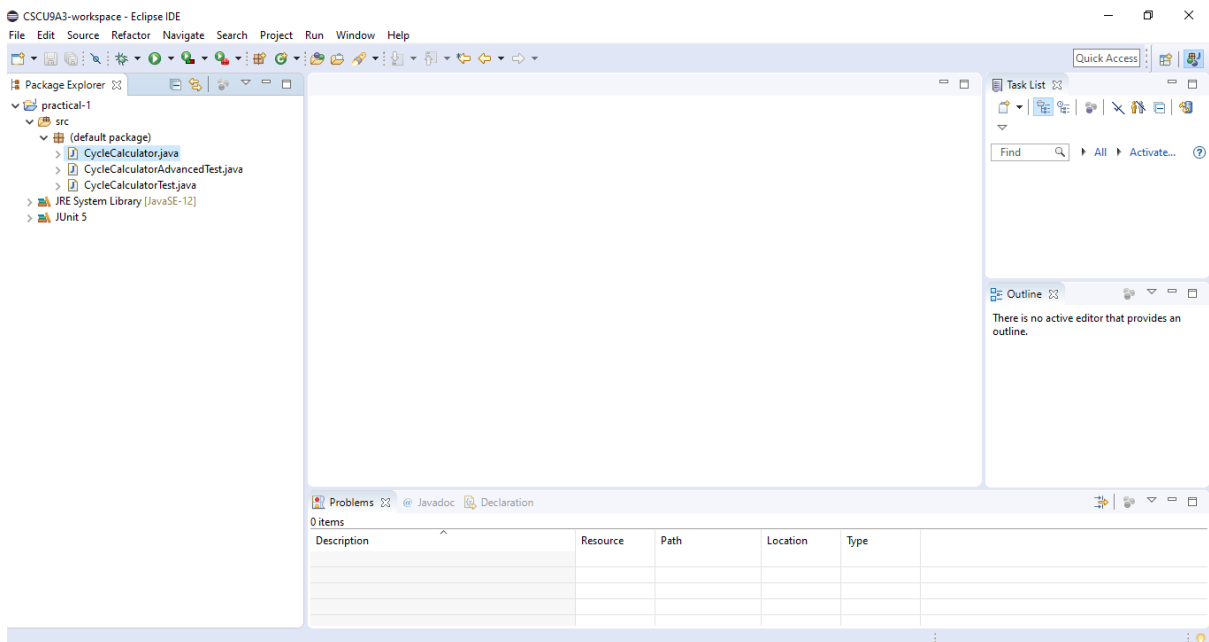 CSCU9A3-workspace - Eclipse IDE
File Edit Source Refactor Navigate Search Project Run Window Help
Quick Access
Package Explorer
practical-1
src
(default package)
CycleCalculator.java
CycleCalculatorAdvancedTest.java
CycleCalculatorTest.java
JRE System Library [JavaSE-12]
JUnit 5
Task List
Find All Activate...
Outline
There is no active editor that provides an
outline.
Problems @ Javadoc Declaration
0 items
Description Resource Path Location Type